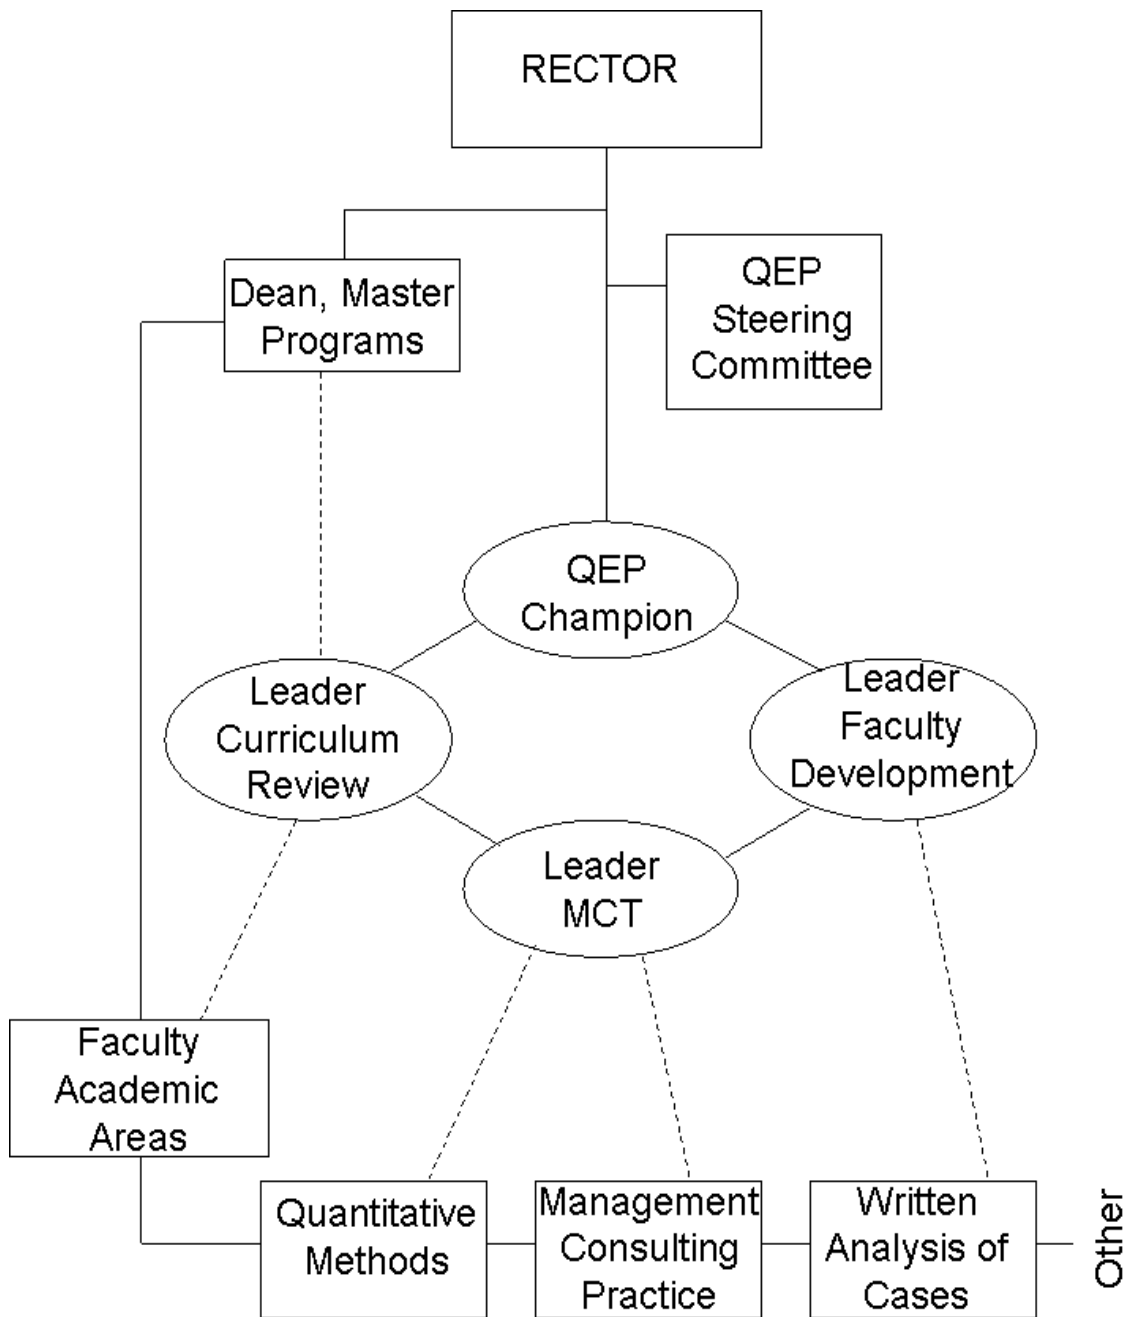 RECTOR
Dean, Master
Programs
QEP
Steering
Committee
QEP
Champion
Leader
Curriculum
Review
Leader
Faculty
Development
Leader
MCT
Faculty
Academic
Areas
Quantitative
Methods
Management
Consulting
Practice
Written
Analysis of
Cases
Other